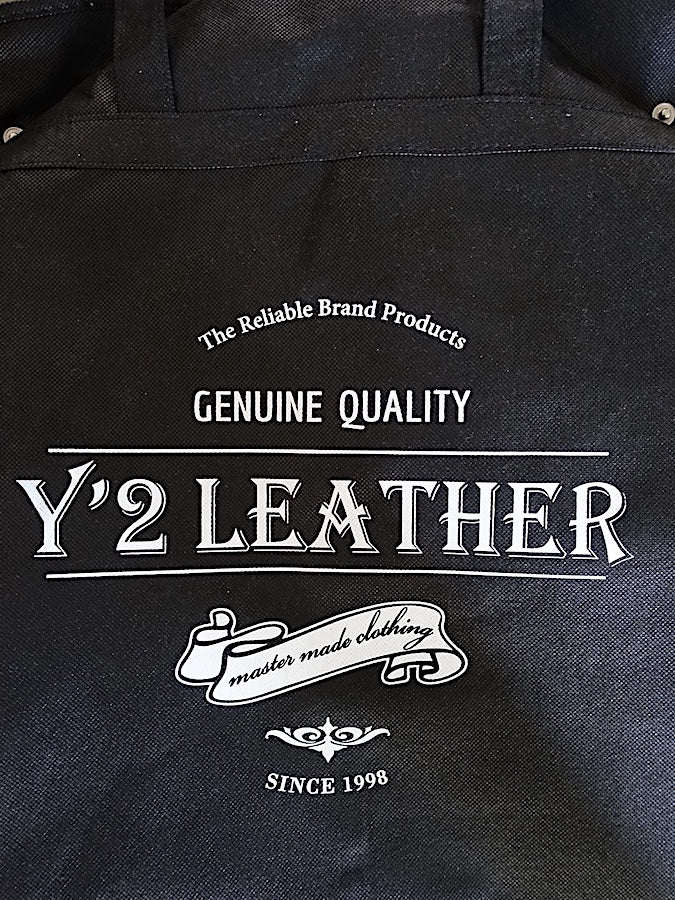 The Reliable Brand Products
GENUINE QUALITY
Y'2 LEATHER
master made clothing
SINCE 1998